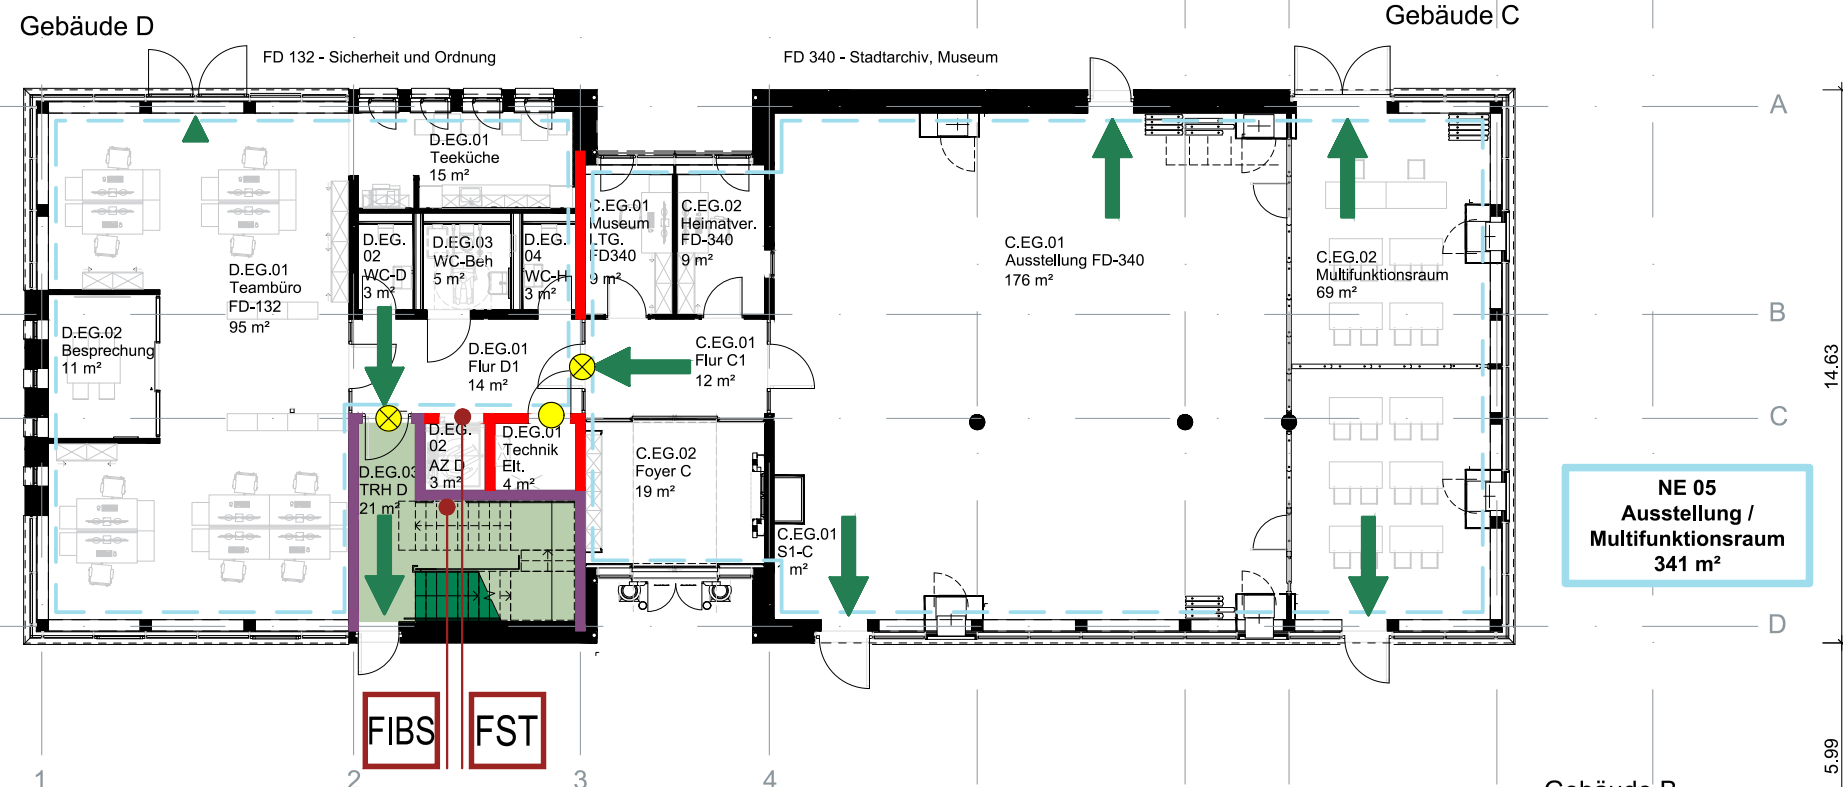 Gebäude D
Gebäude C
FD 132 - Sicherheit und Ordnung
FD 340 - Stadtarchiv, Museum
A
D.EG.01
Teeküche
15 m²
D.EG.
02
WC-D
3 m²
D.EG.03
WC-Beh
5 m²
D.EG.
04
WC-H
3 m²
C.EG.01
Museum
LTG.
FD340
9 m²
C.EG.02
Heimatver.
FD-340
9 m²
C.EG.01
Ausstellung FD-340
176 m²
C.EG.02
Multifunktionsraum
69 m²
D.EG.01
Teambüro
FD-132
95 m²
B
D.EG.02
Besprechung
11 m²
D.EG.01
Flur D1
14 m²
C.EG.01
Flur C1
12 m²
14.63
C
D.EG.
02
AZ D
3 m²
D.EG.01
Technik
Elt.
4 m²
D.EG.03
TRH D
21 m²
C.EG.02
Foyer C
19 m²
C.EG.01
S1-C
m²
NE 05
Ausstellung /
Multifunktionsraum
341 m²
D
FIBS
FST
5.99
1
2
3
4
Gebäude B